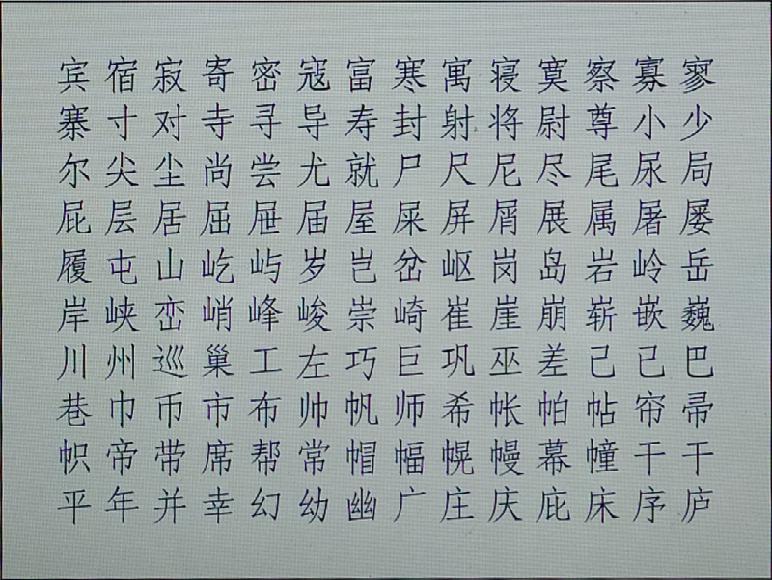 宾宿寂寄密寇富寒寓寝寞察寡寥
寨寸对寺寻导寿封射将尉尊小少
尔尖尘尚尝尤就尸尺尼尽尾尿局
屁层居屈屉届屋屎屏屑展属屠屡
履屯山屹屿岁岂岔岖岗岛岩岭岳
岸峡峦峭峰峻崇崎崔崖崩崭嵌巍
川州巡巢工左巧巨巩巫差己已巴
巷巾币市布帅帆师希帐帕帖帘帚
帜帝带席帮常帽幅幌幔幕幢干于
平年并幸幻幼幽广庄庆庇床序庐